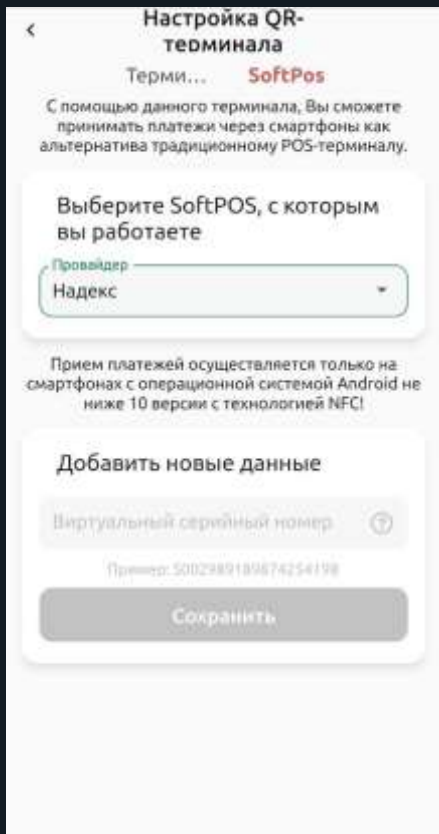 Настройка QR-
терминала
Терми... SoftPos
С помощью данного терминала, Вы сможете
принимать платежи через смартфоны как
альтернатива традиционному POS-терминалу.
Выберите SoftPOS, с которым
вы работаете
Провайдер
Надекс
Прием платежей осуществляется только на
смартфонах с операционной системой Android не
ниже 10 версии с технологией NFC!
Добавить новые данные
Виртуальный серийный номер
Пример:
Сохранить